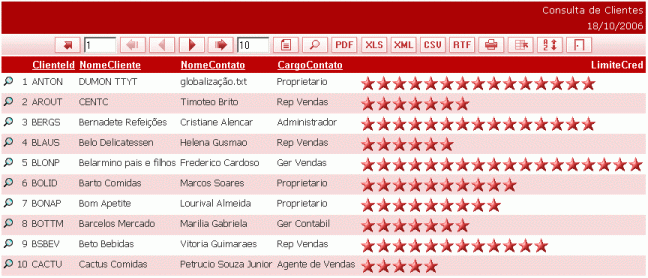 Consulta de Clientes
18/10/2006
1 10 PDF XLS XML CSV RTF
ClienteId NomeCliente NomeContato CargoContato LimiteCred
1 ANTON DUMON TTYT globalização.txt Proprietario
2 AROUT CENTC Timoteo Brito Rep Vendas
3 BERGS Bernadete Refeições Cristiane Alencar Administrador
4 BLAUS Belo Delicatessen Helena Gusmao Rep Vendas
5 BLONP Belarmino pais e filhos Frederico Cardoso Ger Vendas
6 BOLID Barto Comidas Marcos Soares Proprietario
7 BONAP Bom Apetite Lourival Almeida Proprietario
8 BOTTM Barcelos Mercado Marilia Gabriela Ger Contabil
9 BSBEV Beto Bebidas Vitoria Guimaraes Rep Vendas
10 CACTU Cactus Comidas Petrucio Souza Junior Agente de Vendas